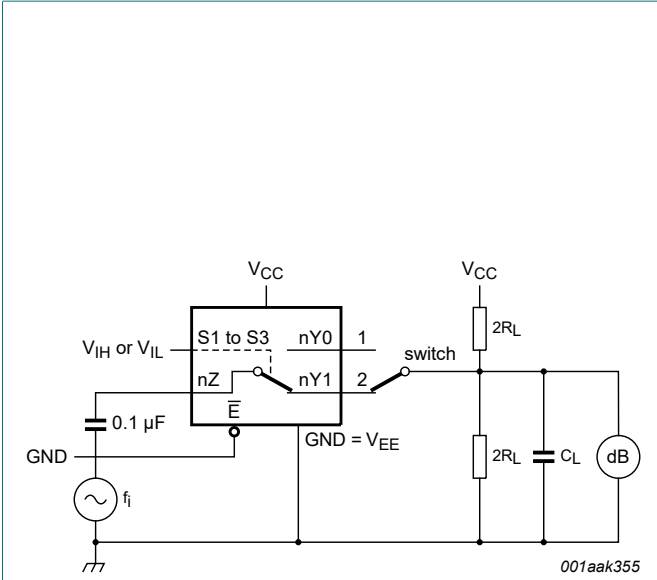 VCC VCC
2RL
S1 to S3 nY0 1
VIH or VIL
switch
nZ nY1 2
E̅
0.1 µF
GND = VEE
GND
2RL CL dB
fi
001aak355